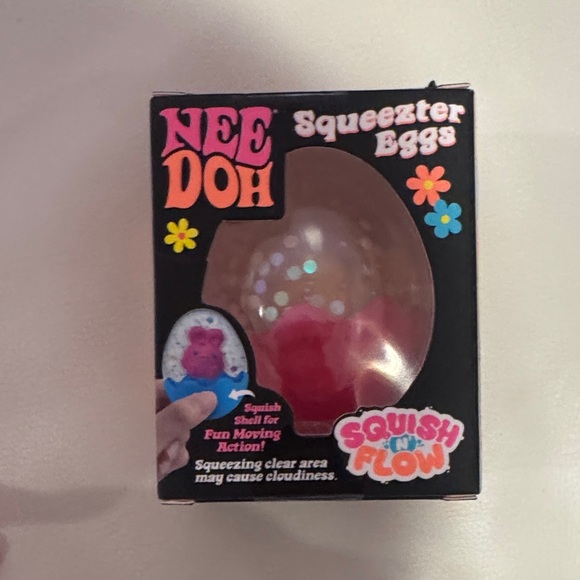 NEE
DOH
Squeezter
Eggs
Squish
Shell for
Fun Moving
Action!
Squeezing clear area
may cause cloudiness.
SQUISH
N'
FLOW